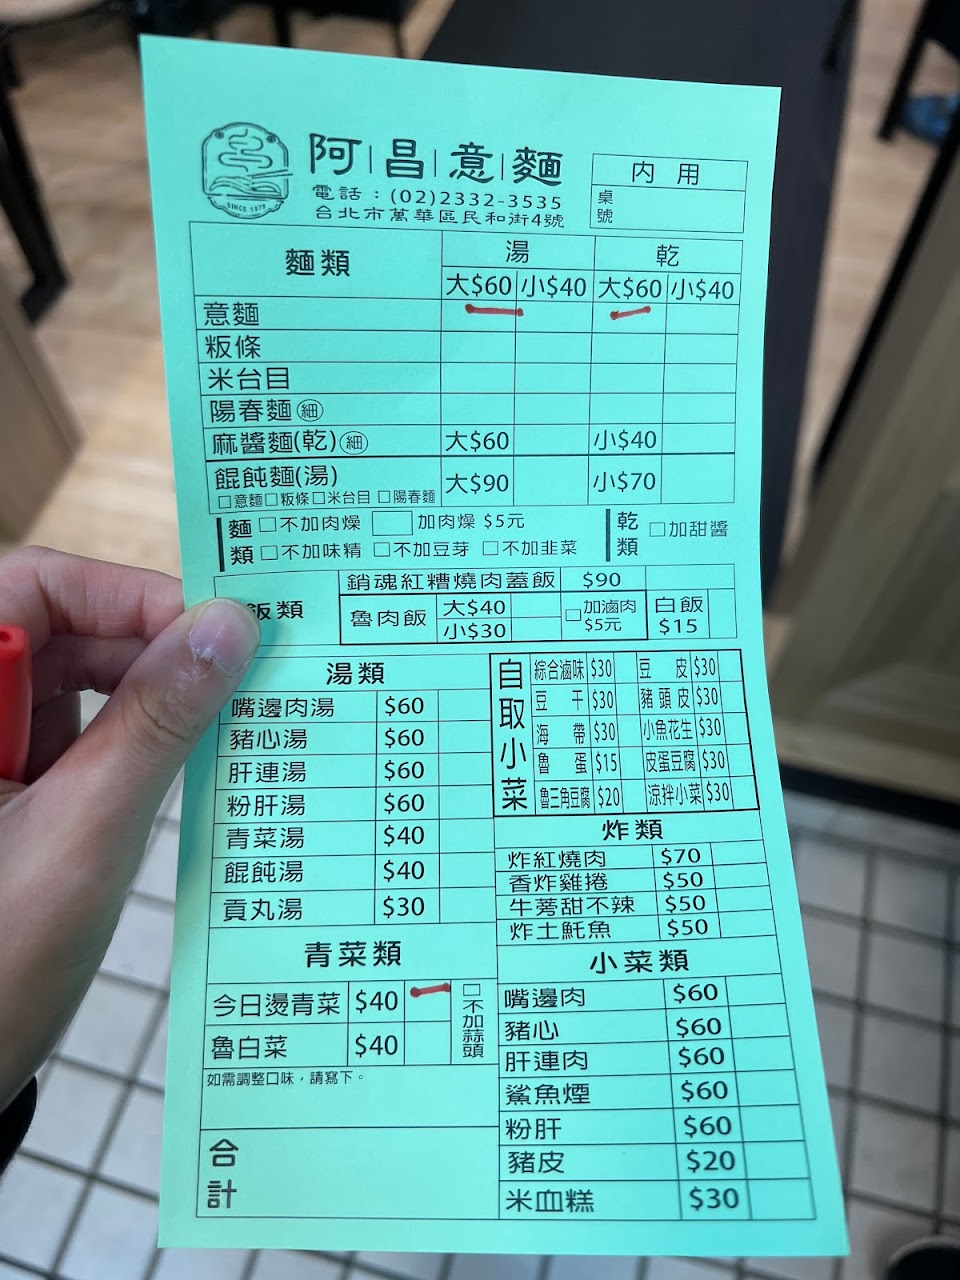 SINCE 1979
阿昌意麵
電話：(02)2332-3535
台北市萬華區民和街4號
內用
桌號
麵類 湯 乾
大$60 小$40 大$60 小$40
意麵
粄條
米台目
陽春麵 細
麻醬麵(乾) 細 大$60 小$40
餛飩麵(湯) 大$90 小$70
□意麵□粄條□米台目□陽春麵
麵類 □不加肉燥 加肉燥 $5元
□不加味精 □不加豆芽 □不加韭菜
乾類 □加甜醬
飯類 銷魂紅糟燒肉蓋飯 $90
魯肉飯 大$40 □加滷肉 $5元 白飯 $15
小$30
湯類
嘴邊肉湯 $60
豬心湯 $60
肝連湯 $60
粉肝湯 $60
青菜湯 $40
餛飩湯 $40
貢丸湯 $30
青菜類
今日燙青菜 $40 □不加蒜頭
魯白菜 $40
如需調整口味，請寫下。
合計
自取小菜
綜合滷味 $30 豆皮 $30
豆干 $30 豬頭皮 $30
海帶 $30 小魚花生 $30
魯蛋 $15 皮蛋豆腐 $30
魯三角豆腐 $20 涼拌小菜 $30
炸類
炸紅燒肉 $70
香炸雞捲 $50
牛蒡甜不辣 $50
炸土魠魚 $50
小菜類
嘴邊肉 $60
豬心 $60
肝連肉 $60
鯊魚煙 $60
粉肝 $60
豬皮 $20
米血糕 $30